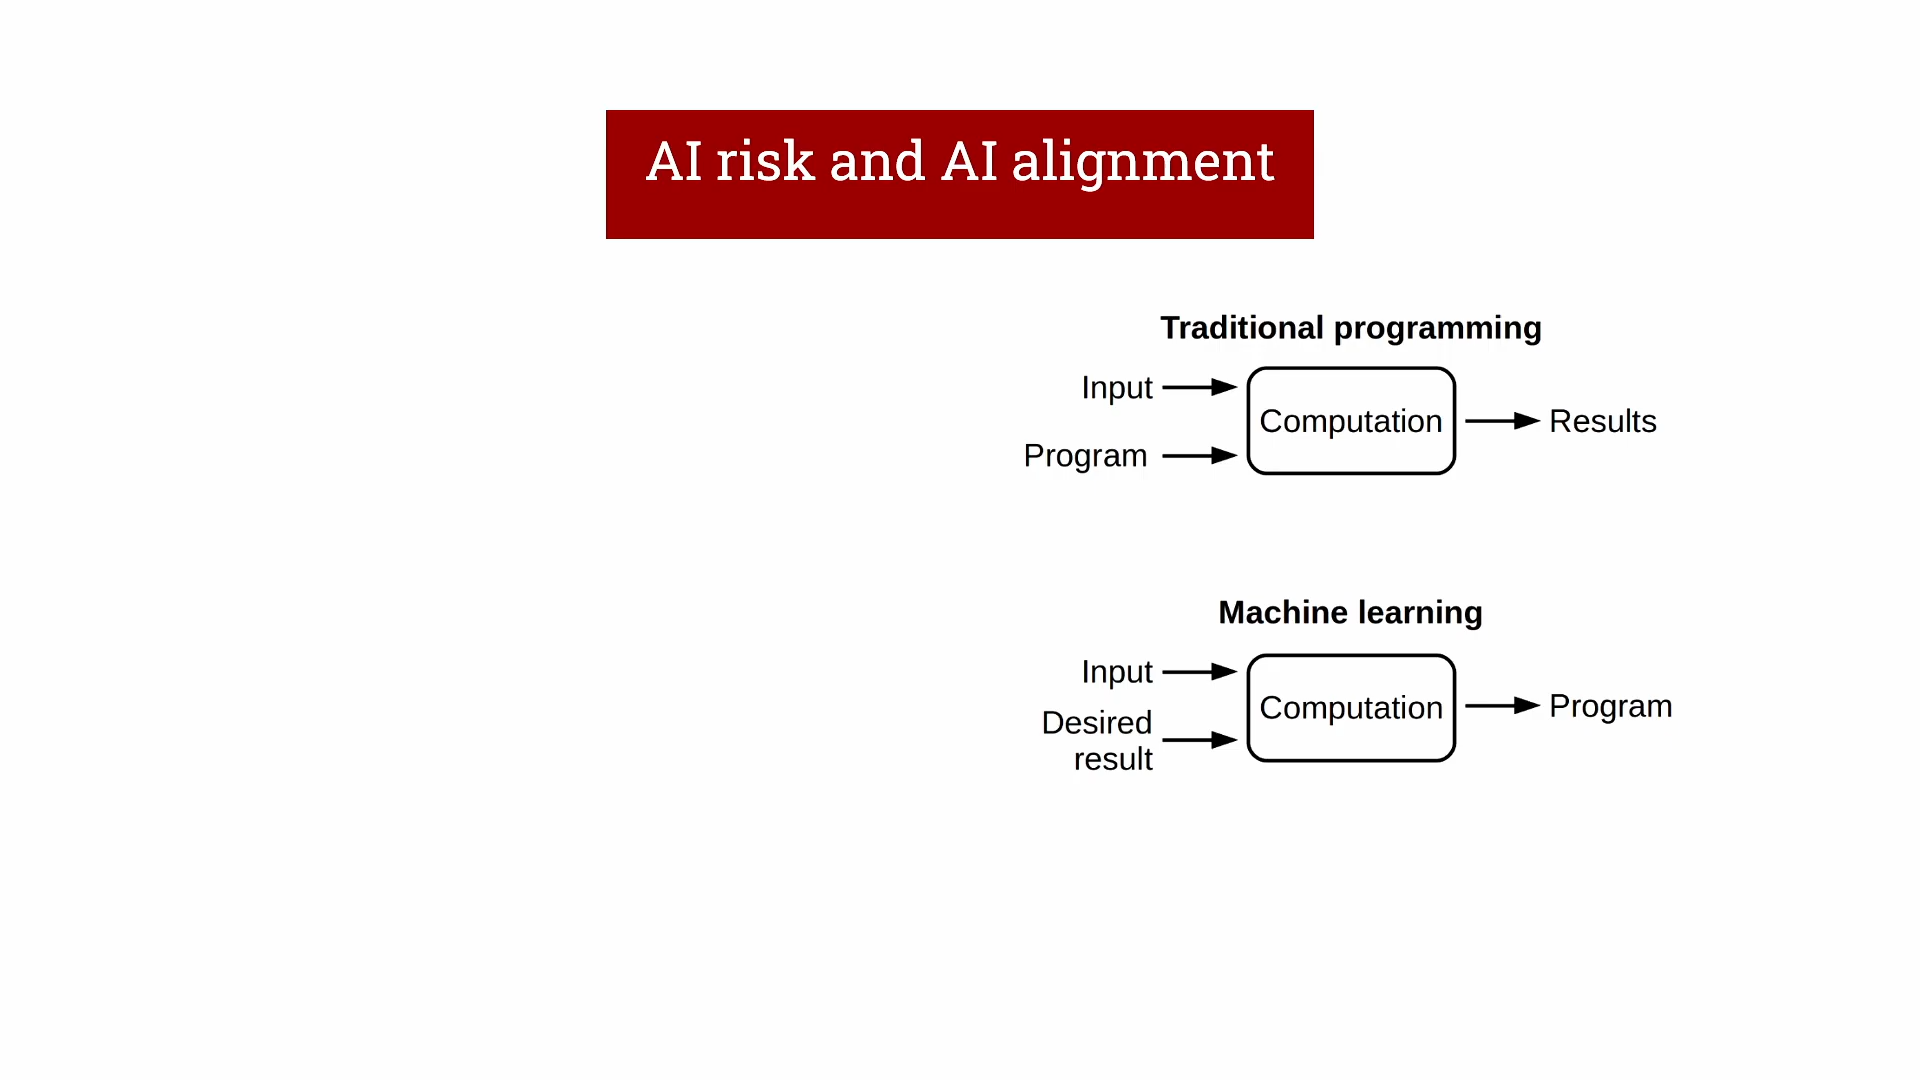 AI risk and AI alignment
Traditional programming
Input
Computation
Results
Program
Machine learning
Input
Desired
result
Computation
Program